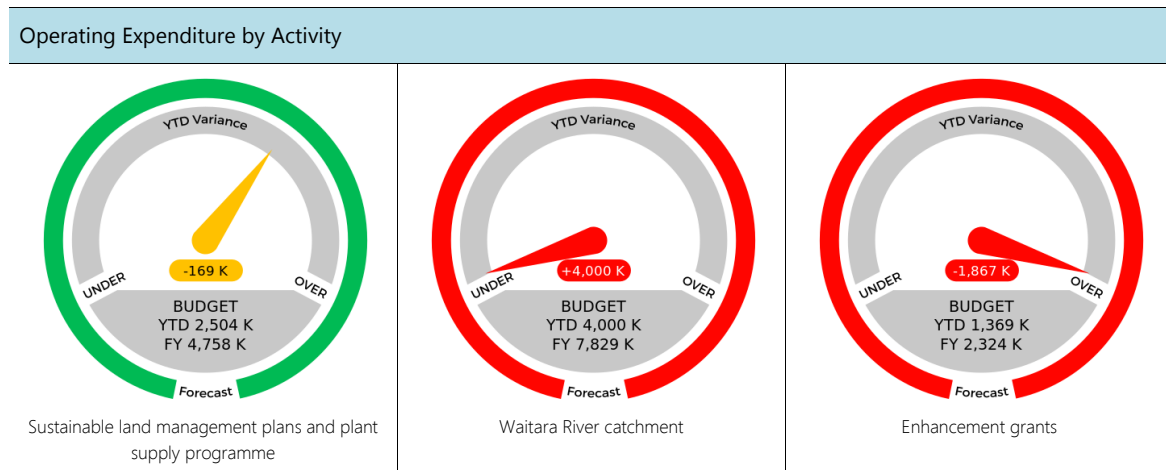 Operating Expenditure by Activity
YTD Variance
-169 K
UNDER
OVER
BUDGET
YTD 2,504 K
FY 4,758 K
Forecast
Sustainable land management plans and plant
supply programme
YTD Variance
+4,000 K
UNDER
OVER
BUDGET
YTD 4,000 K
FY 7,829 K
Forecast
Waitara River catchment
YTD Variance
-1,867 K
UNDER
OVER
BUDGET
YTD 1,369 K
FY 2,324 K
Forecast
Enhancement grants